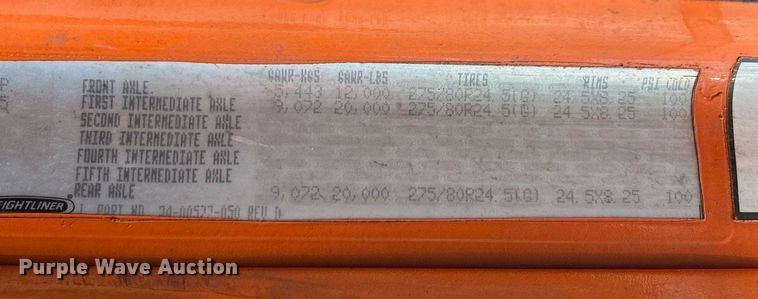 GAWR-KGS GAWR-LBS TIRES RIMS PSI COLD
FRONT AXLE 5,443 12,000 275/80R24.5(G) 24.5X8.25 100
FIRST INTERMEDIATE AXLE 9,072 20,000 275/80R24.5(G) 24.5X8.25 100
SECOND INTERMEDIATE AXLE
THIRD INTERMEDIATE AXLE
FOURTH INTERMEDIATE AXLE
FIFTH INTERMEDIATE AXLE
REAR AXLE 9,072 20,000 275/80R24.5(G) 24.5X8.25 100
EIGHTLINER PART NO. 24-00577-050 REV D
Purple Wave Auction